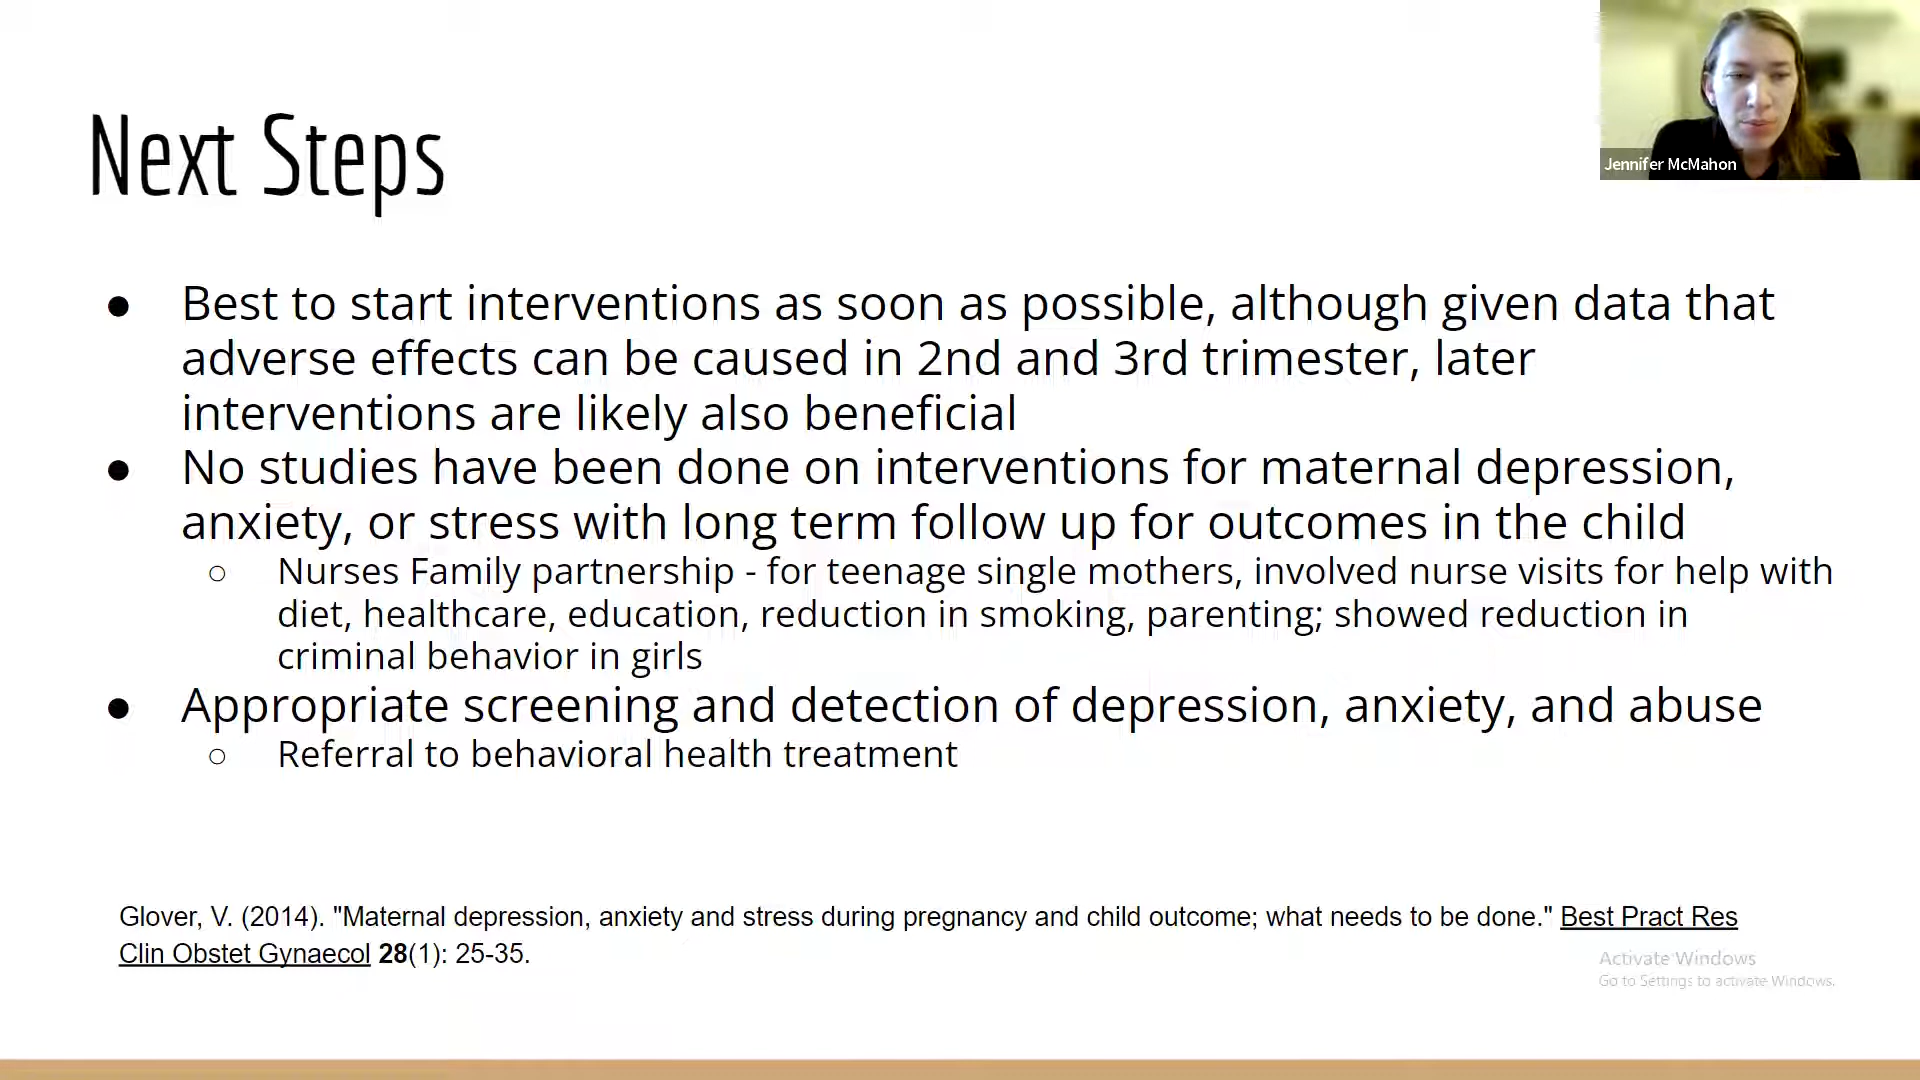 Next Steps
Jennifer McMahon
● Best to start interventions as soon as possible, although given data that
adverse effects can be caused in 2nd and 3rd trimester, later
interventions are likely also beneficial
● No studies have been done on interventions for maternal depression,
anxiety, or stress with long term follow up for outcomes in the child
○ Nurses Family partnership - for teenage single mothers, involved nurse visits for help with
diet, healthcare, education, reduction in smoking, parenting; showed reduction in
criminal behavior in girls
● Appropriate screening and detection of depression, anxiety, and abuse
○ Referral to behavioral health treatment
Glover, V. (2014). "Maternal depression, anxiety and stress during pregnancy and child outcome; what needs to be done." Best Pract Res
Clin Obstet Gynaecol 28(1): 25-35.
Activate Windows
Go to Settings to activate Windows.